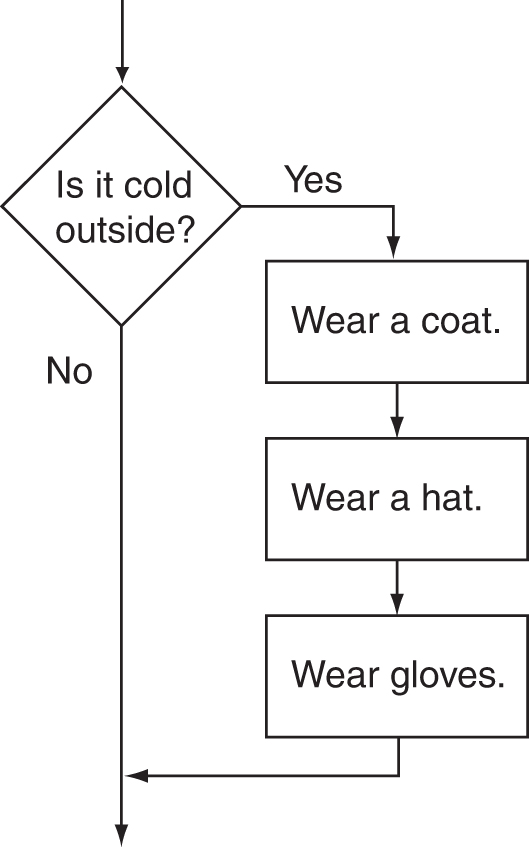 Is it cold
outside?
Yes
Wear a coat.
No
Wear a hat.
Wear gloves.